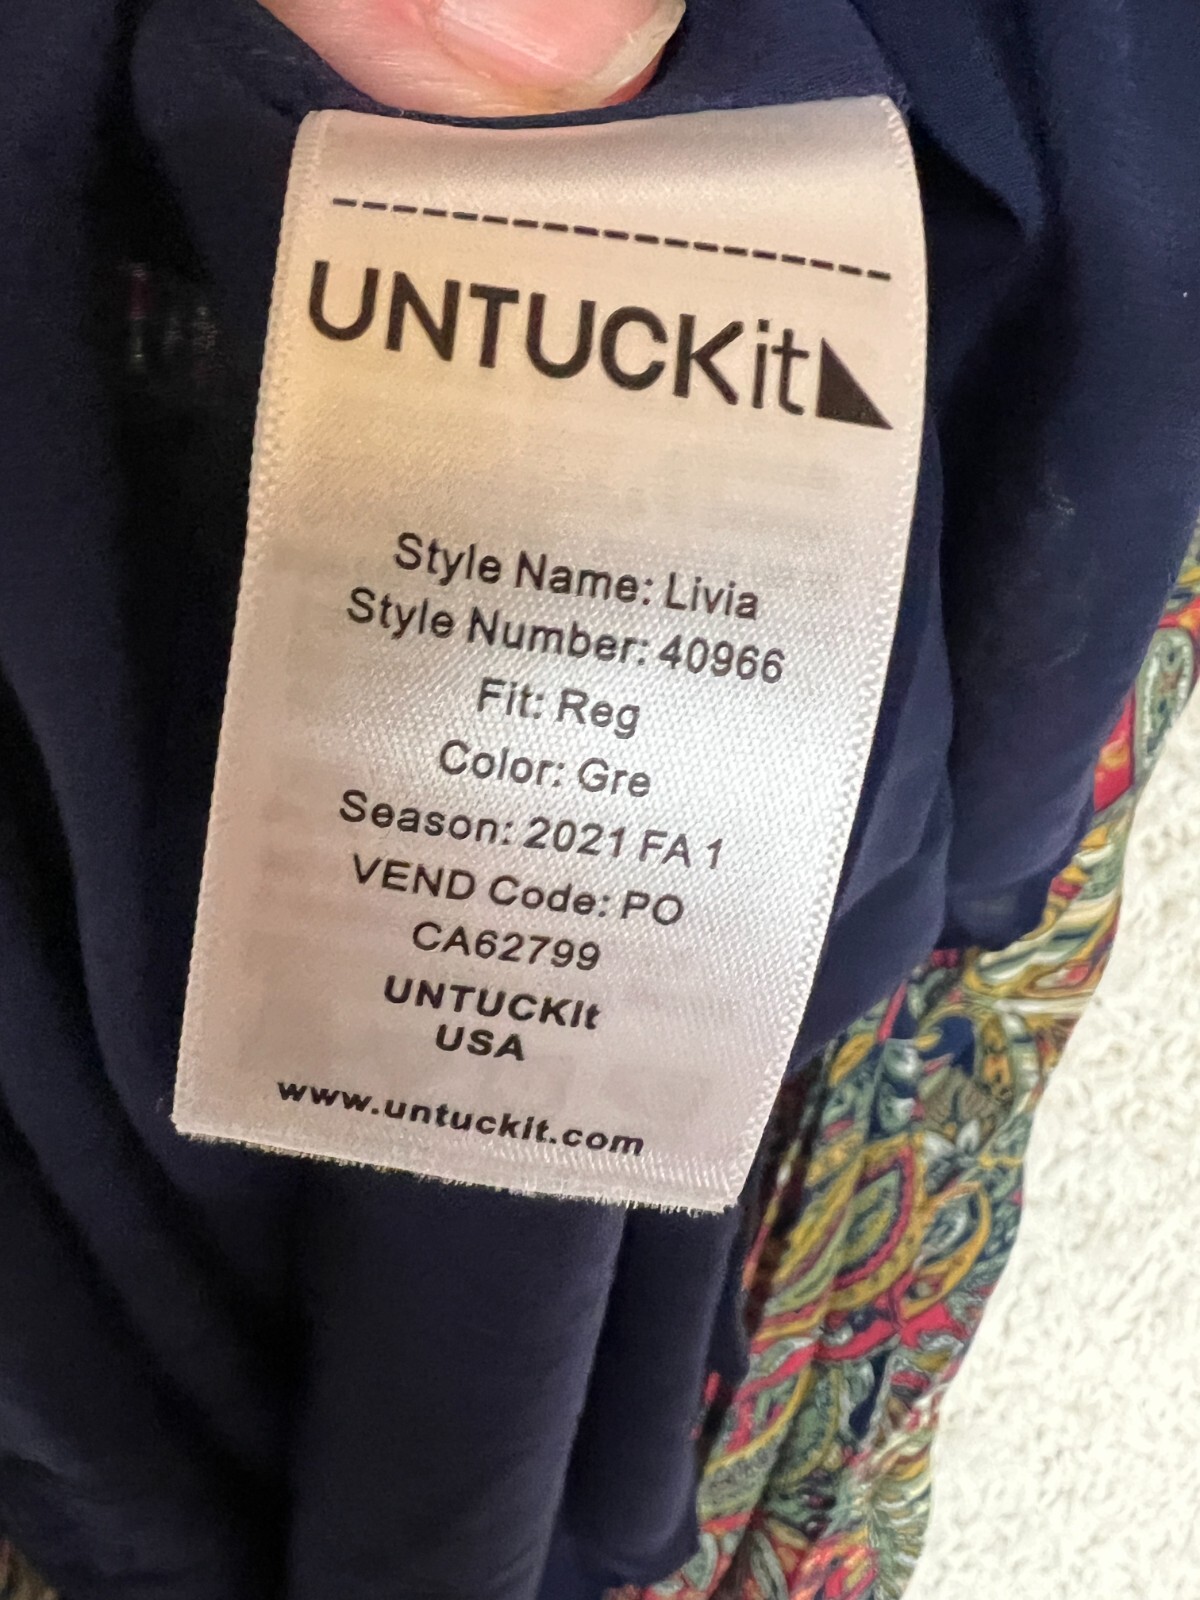 UNTUCKit
Style Name: Livia
Style Number: 40966
Fit: Reg
Color: Gre
Season: 2021 FA 1
VEND Code: PO
CA62799
UNTUCKIt
USA
www.untuckit.com